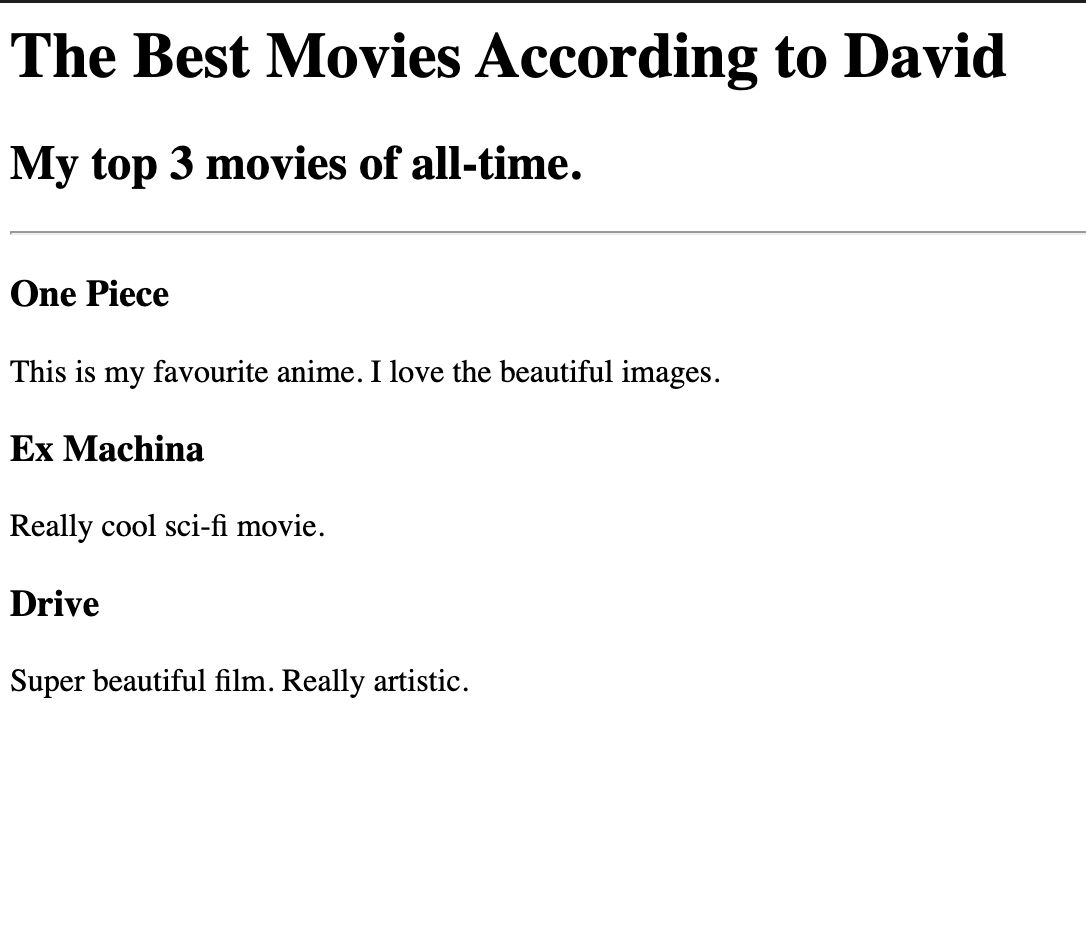 The Best Movies According to David
My top 3 movies of all-time.
One Piece
This is my favourite anime. I love the beautiful images.
Ex Machina
Really cool sci-fi movie.
Drive
Super beautiful film. Really artistic.